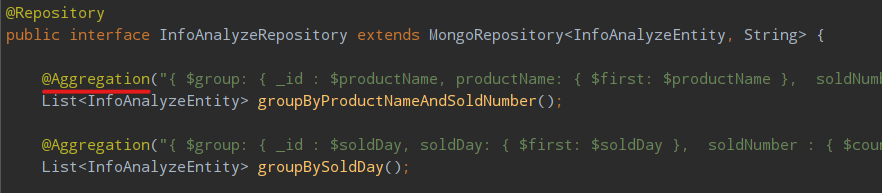 @Repository
public interface InfoAnalyzeRepository extends MongoRepository<InfoAnalyzeEntity, String> {
@Aggregation("{ $group: { _id : $productName, productName: { $first: $productName }, soldNumb
List<InfoAnalyzeEntity> groupByProductNameAndSoldNumber();
@Aggregation("{ $group: { _id : $soldDay, soldDay: { $first: $soldDay }, soldNumber : { $cou
List<InfoAnalyzeEntity> groupBySoldDay();